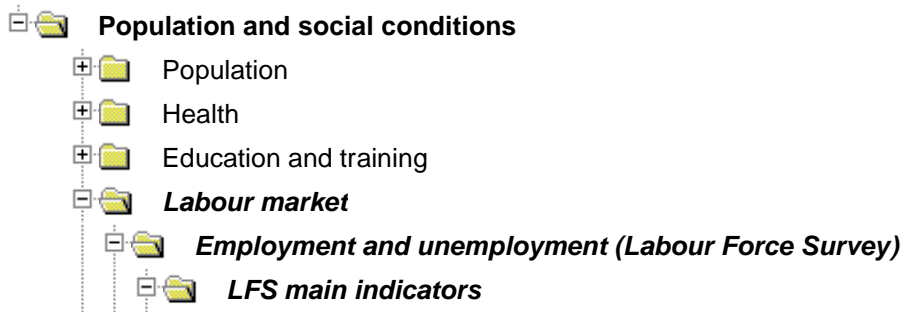 Population and social conditions
Population
Health
Education and training
Labour market
Employment and unemployment (Labour Force Survey)
LFS main indicators